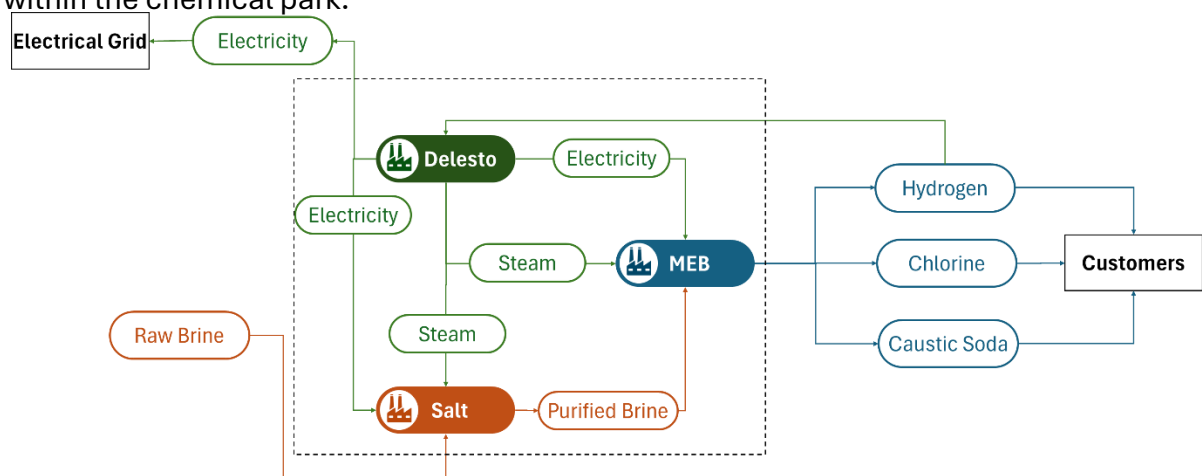 within the chemical park.
Electrical Grid
Electricity
Delesto
Electricity
Electricity
Hydrogen
Steam
MEB
Chlorine
Customers
Raw Brine
Steam
Caustic Soda
Salt
Purified Brine